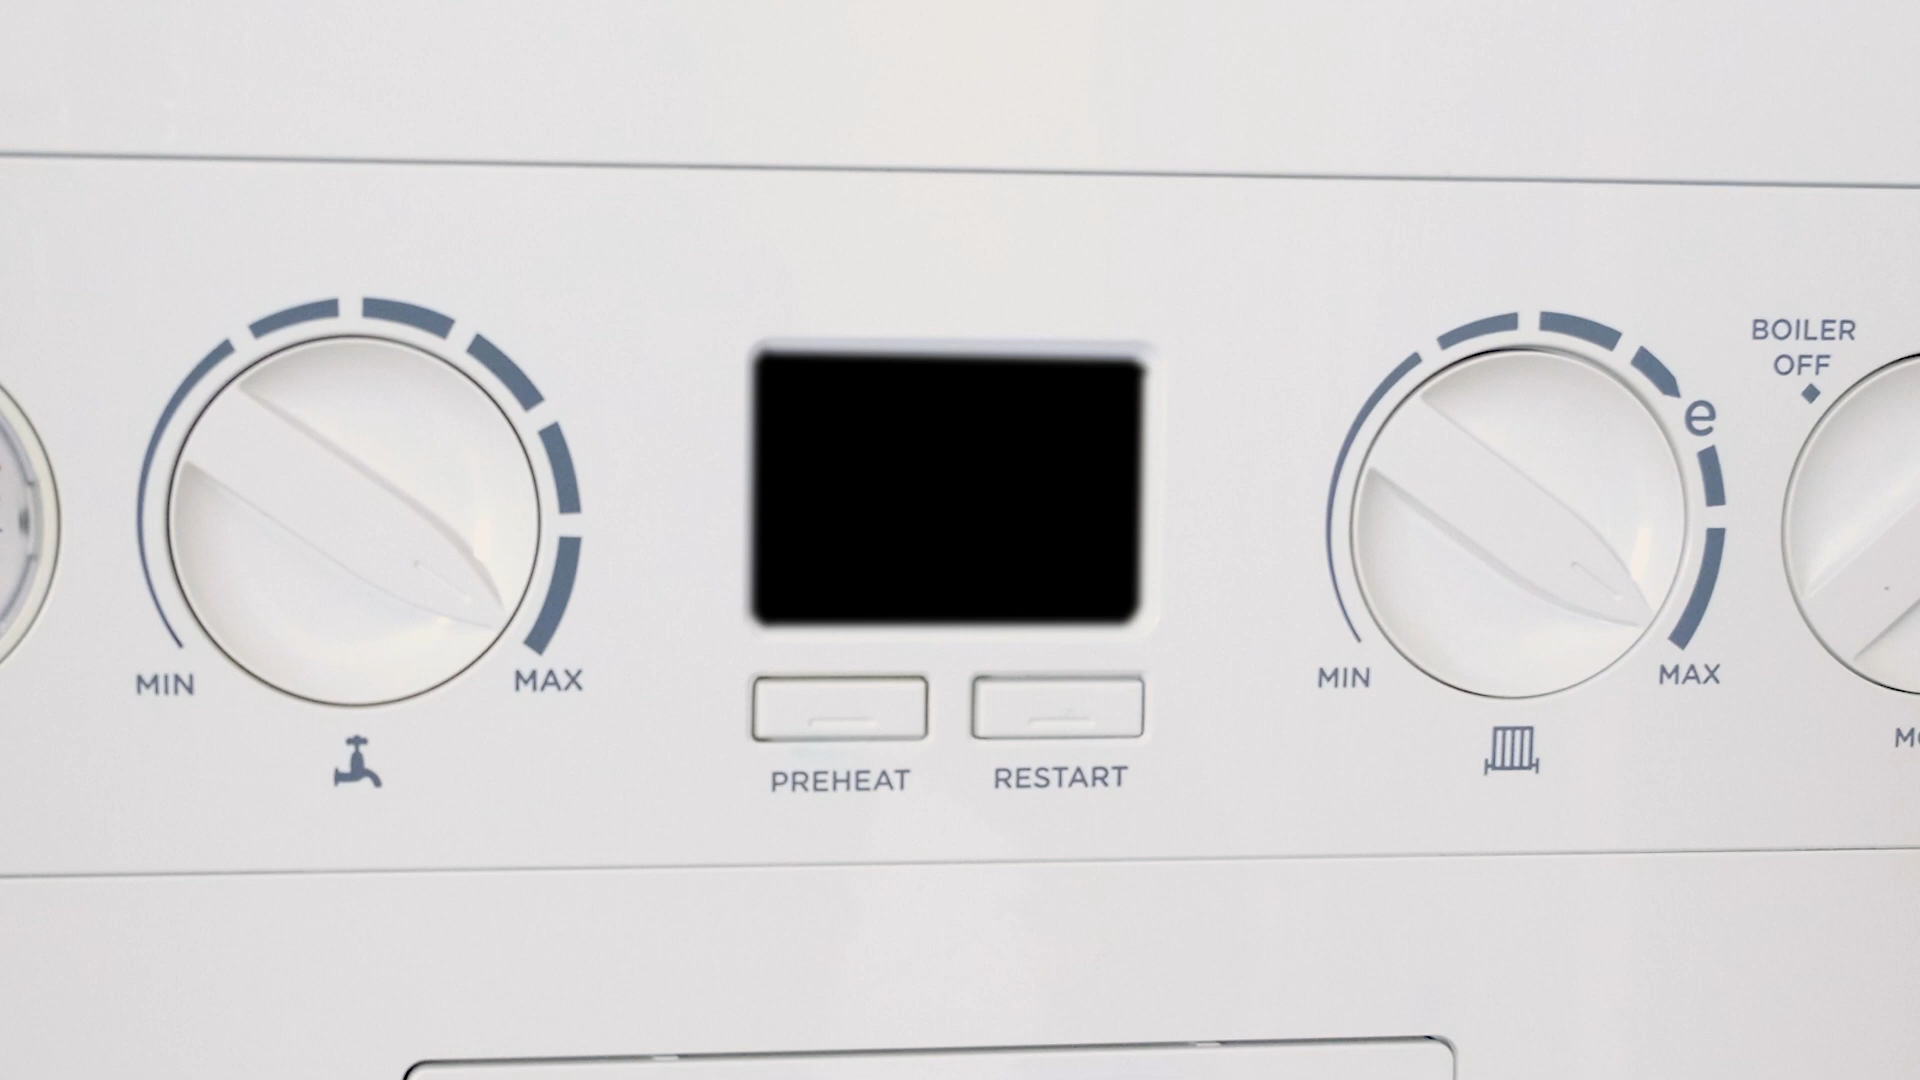 BOILER
OFF
e
MIN
MAX
MIN
MAX
PREHEAT
RESTART